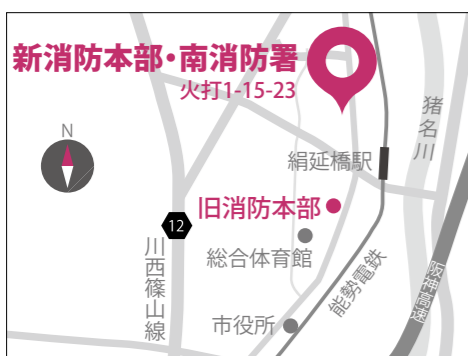 新消防本部・南消防署
火打1-15-23
N
猪名川
絹延橋駅
旧消防本部
12
総合体育館
川西篠山線
能勢電鉄
阪神高速
市役所